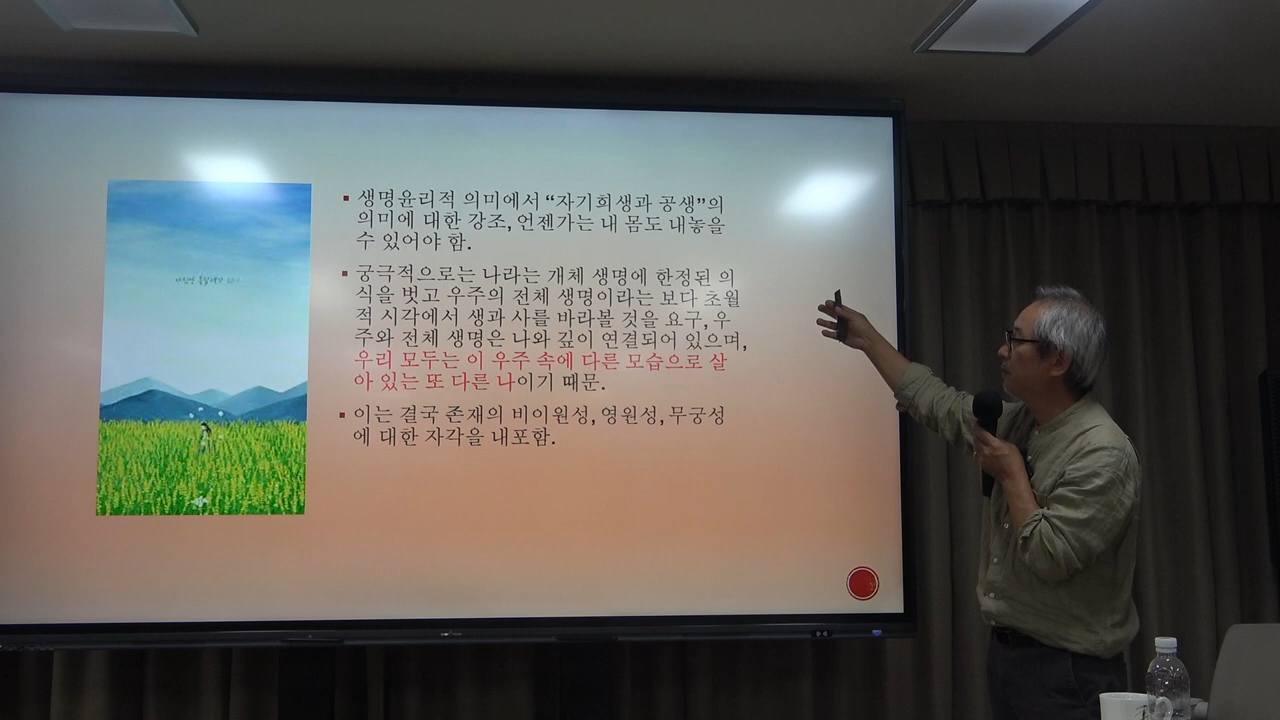 생명윤리적 의미에서 “자기희생과 공생”의
의미에 대한 강조, 언젠가는 내 몸도 내놓을
수 있어야 함.
궁극적으로는 나라는 개체 생명에 한정된 의
식을 벗고 우주의 전체 생명이라는 보다 초월
적 시각에서 생과 사를 바라볼 것을 요구, 우
주와 전체 생명은 나와 깊이 연결되어 있으며,
우리 모두는 이 우주 속에 다른 모습으로 살
아 있는 또 다른 나이기 때문.
이는 결국 존재의 비이원성, 영원성, 무궁성
에 대한 자각을 내포함.